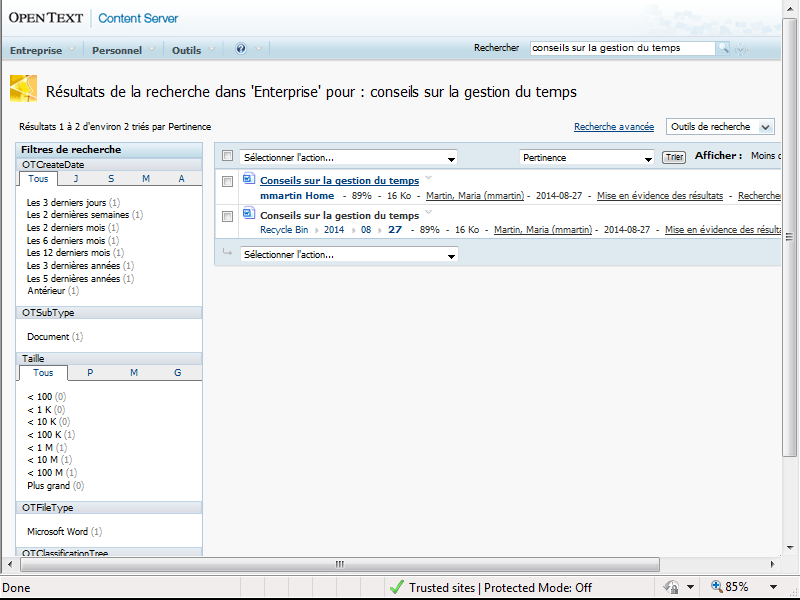 OPENTEXT Content Server
Entreprise Personnel Outils Rechercher conseils sur la gestion du temps
Résultats de la recherche dans 'Enterprise' pour : conseils sur la gestion du temps
Résultats 1 à 2 d'environ 2 triés par Pertinence Recherche avancée Outils de recherche
Filtres de recherche
Sélectionner l'action... Pertinence Trier Afficher : Moins d
OTCreateDate
Tous J S M A
Conseils sur la gestion du temps
mmartin Home - 89% - 16 Ko - Martin, Maria (mmartin) - 2014-08-27 - Mise en évidence des résultats - Rechercher
Conseils sur la gestion du temps
Recycle Bin 2014 08 27 - 89% - 16 Ko - Martin, Maria (mmartin) - 2014-08-27 - Mise en évidence des résulta
Sélectionner l'action...
Les 3 derniers jours (1)
Les 2 dernières semaines (1)
Les 2 derniers mois (1)
Les 6 derniers mois (1)
Les 12 derniers mois (1)
Les 3 dernières années (1)
Les 5 dernières années (1)
Antérieur (1)
OTSubType
Document (1)
Taille
Tous P M G
< 100 (0)
< 1 K (0)
< 10 K (0)
< 100 K (1)
< 1 M (1)
< 10 M (1)
< 100 M (1)
Plus grand (0)
OTFileType
Microsoft Word (1)
OTClassificationTree
Done Trusted sites | Protected Mode: Off 85%